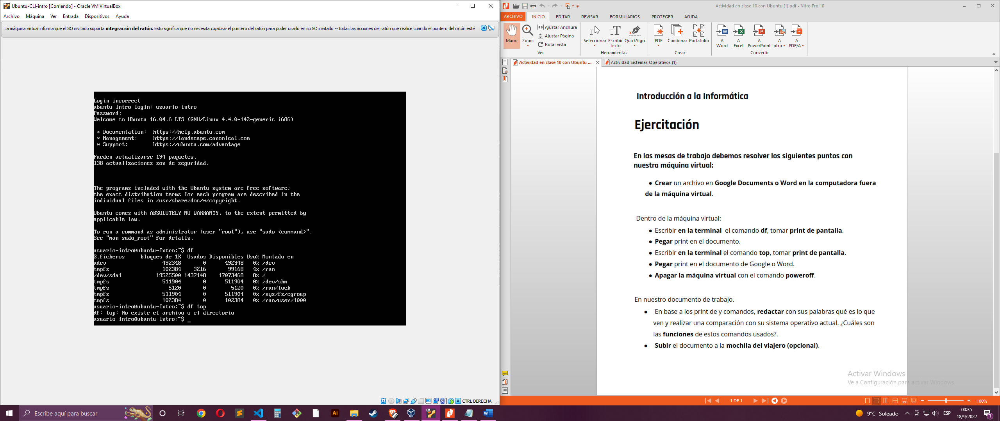 Ubuntu-CLI-intro [Corriendo] - Oracle VM VirtualBox
Archivo Máquina Ver Entrada Dispositivos Ayuda
La máquina virtual informa que el SO invitado soporta integración del ratón. Esto significa que no necesita capturar el puntero del ratón para poder usarlo en su SO invitado -- todas las acciones del ratón que realice cuando el puntero del ratón esté
Login incorrect
ubuntu-Intro login: usuario-intro
Password:
Welcome to Ubuntu 16.04.6 LTS (GNU/Linux 4.4.0-142-generic i686)
* Documentation: https://help.ubuntu.com
* Management: https://landscape.canonical.com
* Support: https://ubuntu.com/advantage
Pueden actualizarse 194 paquetes.
138 actualizaciones son de seguridad.
The programs included with the Ubuntu system are free software;
the exact distribution terms for each program are described in the
individual files in /usr/share/doc/*/copyright.
Ubuntu comes with ABSOLUTELY NO WARRANTY, to the extent permitted by
applicable law.
To run a command as administrator (user "root"), use "sudo <command>".
See "man sudo_root" for details.
usuario-intro@ubuntu-Intro:~$ df
S.ficheros bloques de 1K Usados Disponibles Uso% Montado en
udev 492348 0 492348 0% /dev
tmpfs 102384 3216 99168 4% /run
/dev/sda1 19525500 1437148 17073468 8% /
tmpfs 511904 0 511904 0% /dev/shm
tmpfs 5120 0 5120 0% /run/lock
tmpfs 511904 0 511904 0% /sys/fs/cgroup
tmpfs 102384 0 102384 0% /run/user/1000
usuario-intro@ubuntu-Intro:~$ df top
df: top: No existe el archivo o el directorio
usuario-intro@ubuntu-Intro:~$ _
CTRL DERECHA
Actividad en clase 10 con Ubuntu (1).pdf - Nitro Pro 10
ARCHIVO INICIO EDITAR REVISAR FORMULARIOS PROTEGER AYUDA
Mano Zoom
Ajustar Anchura
Ajustar Página
Rotar vista
Ver
Seleccionar Escribir texto QuickSign
Herramientas
PDF Combinar Portafolio
Crear
A Word A Excel A PowerPoint A otro A PDF/A
Convertir
Actividad en clase 10 con Ubuntu ... Actividad Sistemas Operativos (1)
Introducción a la Informática
Ejercitación
En las mesas de trabajo debemos resolver los siguientes puntos con
nuestra máquina virtual:
● Crear un archivo en Google Documents o Word en la computadora fuera
de la máquina virtual.
Dentro de la máquina virtual:
● Escribir en la terminal el comando df, tomar print de pantalla.
● Pegar print en el documento.
● Escribir en la terminal el comando top, tomar print de pantalla.
● Pegar print en el documento de Google o Word.
● Apagar la máquina virtual con el comando poweroff.
En nuestro documento de trabajo.
● En base a los print de y comandos, redactar con sus palabras qué es lo que
ven y realizar una comparación con su sistema operativo actual. ¿Cuáles son
las funciones de estos comandos usados?.
● Subir el documento a la mochila del viajero (opcional).
Activar Windows
Ve a Configuración para activar Windows.
1 DE 1
100%
Escribe aquí para buscar
Ai
9°C Soleado
ESP
00:35
18/9/2022
1